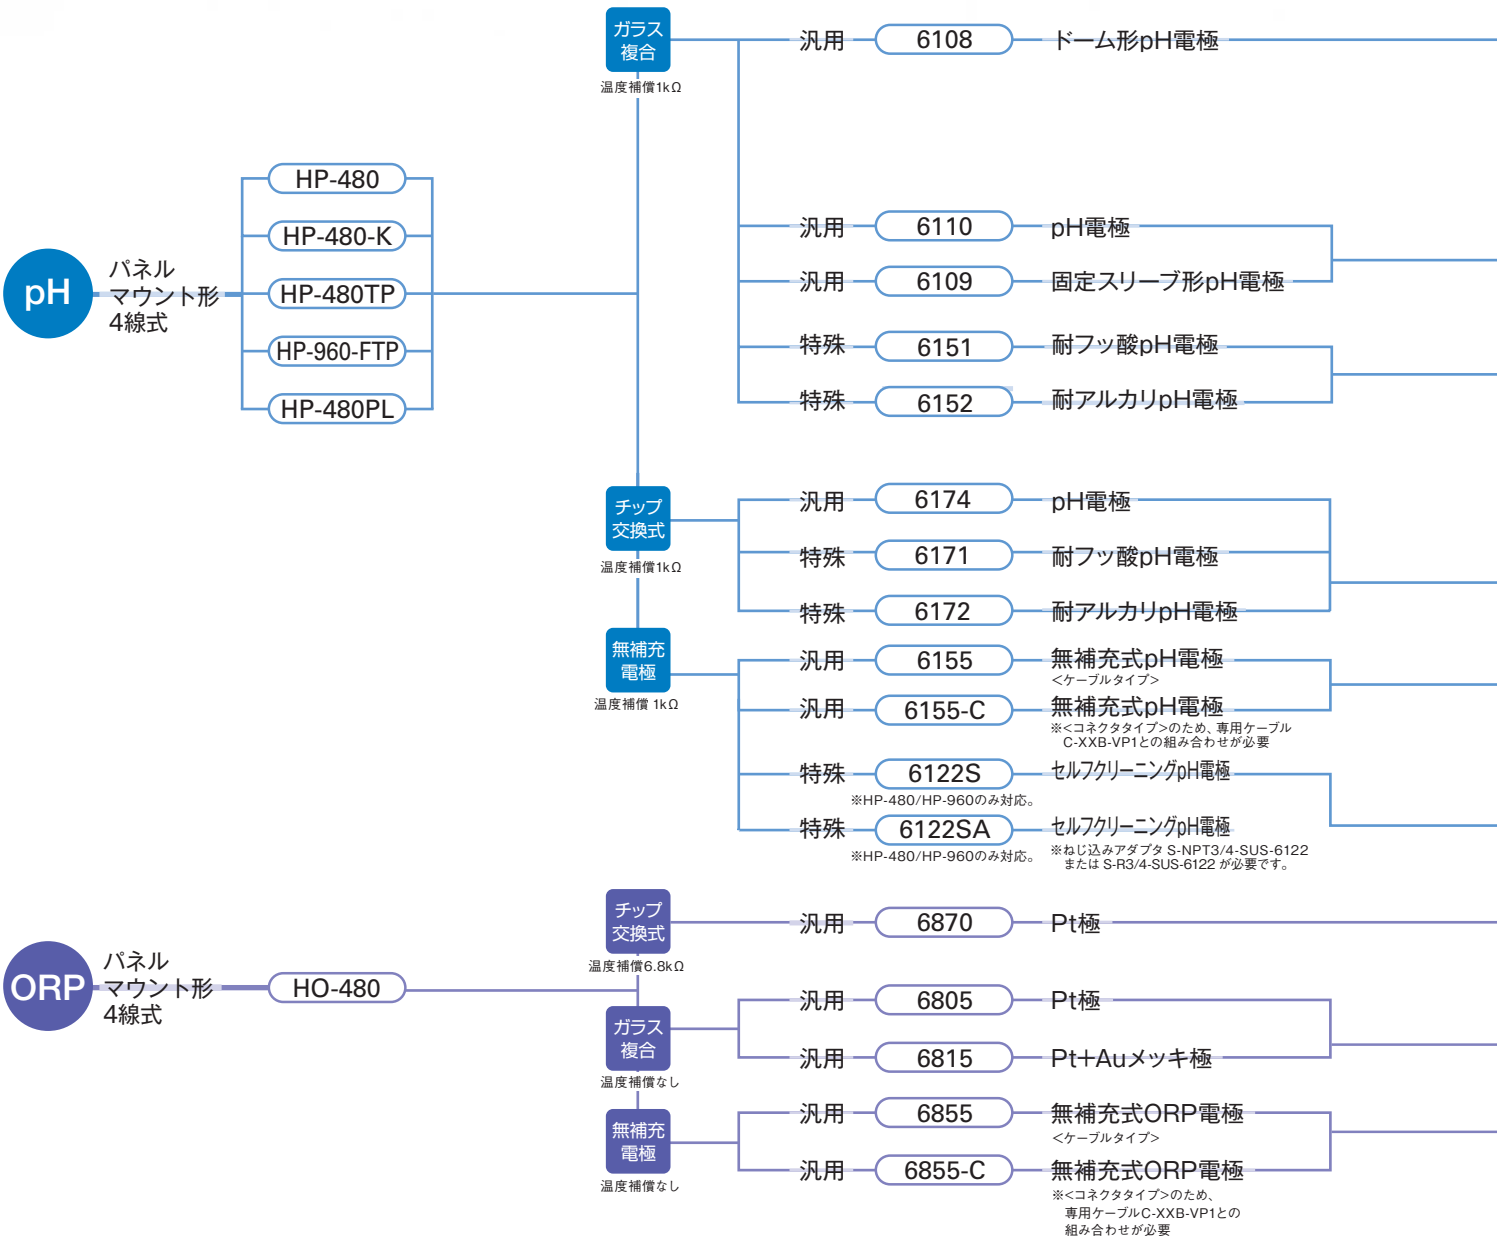 pH
パネル
マウント形
4線式
HP-480
HP-480-K
HP-480TP
HP-960-FTP
HP-480PL
ガラス
複合
温度補償1kΩ
汎用 6108 ドーム形pH電極
汎用 6110 pH電極
汎用 6109 固定スリーブ形pH電極
特殊 6151 耐フッ酸pH電極
特殊 6152 耐アルカリpH電極
チップ
交換式
温度補償1kΩ
汎用 6174 pH電極
特殊 6171 耐フッ酸pH電極
特殊 6172 耐アルカリpH電極
無補充
電極
温度補償 1kΩ
汎用 6155 無補充式pH電極
<ケーブルタイプ>
汎用 6155-C 無補充式pH電極
※<コネクタタイプ>のため、専用ケーブル
C-XXB-VP1との組み合わせが必要
特殊 6122S セルフクリーニングpH電極
※HP-480/HP-960のみ対応。
特殊 6122SA セルフクリーニングpH電極
※HP-480/HP-960のみ対応。
※ねじ込みアダプタ S-NPT3/4-SUS-6122
または S-R3/4-SUS-6122 が必要です。
ORP
パネル
マウント形
4線式
HO-480
チップ
交換式
温度補償6.8kΩ
汎用 6870 Pt極
ガラス
複合
温度補償なし
汎用 6805 Pt極
汎用 6815 Pt+Auメッキ極
無補充
電極
温度補償なし
汎用 6855 無補充式ORP電極
<ケーブルタイプ>
汎用 6855-C 無補充式ORP電極
※<コネクタタイプ>のため、
専用ケーブルC-XXB-VP1との
組み合わせが必要